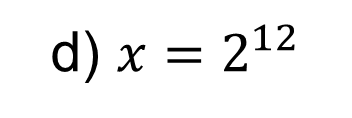 d) x = 2¹²